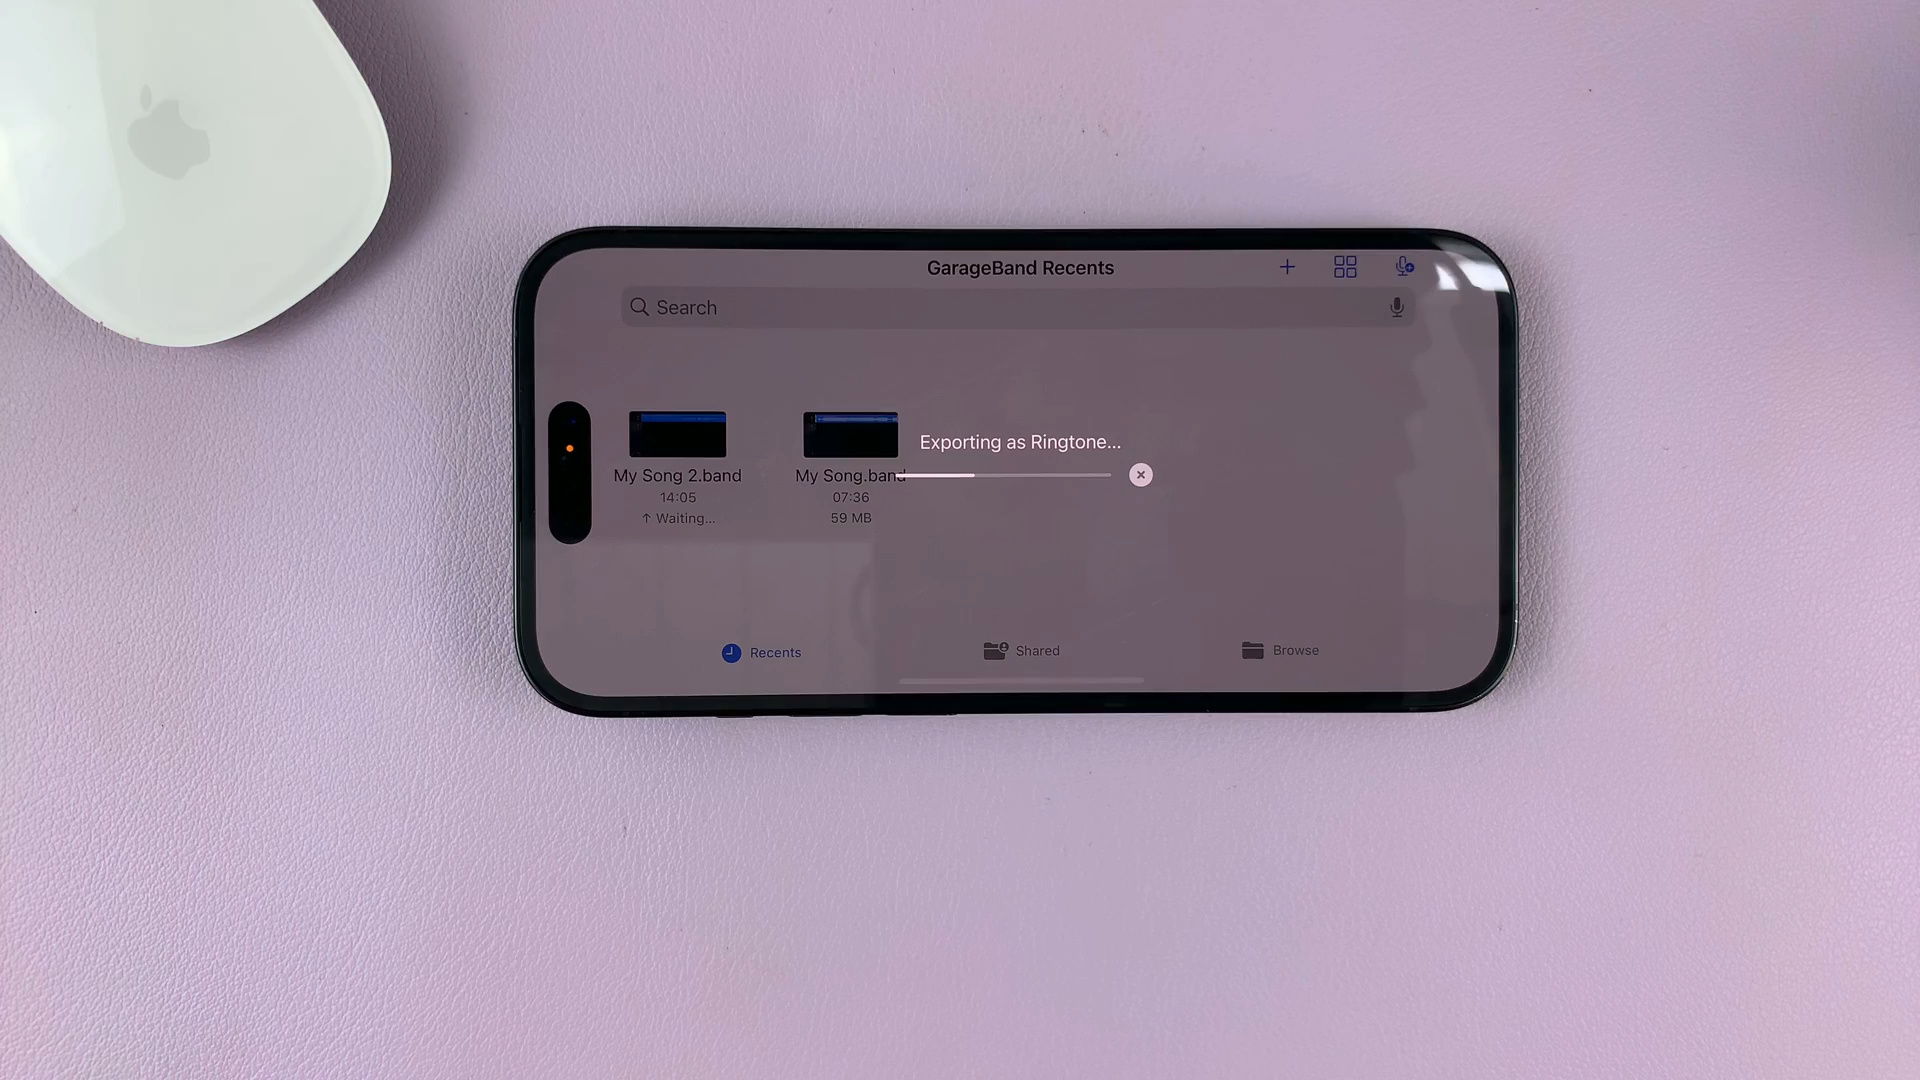 GarageBand Recents
Search
Exporting as Ringtone...
My Song 2.band
14:05
↑ Waiting...
My Song.band
07:36
59 MB
Recents
Shared
Browse